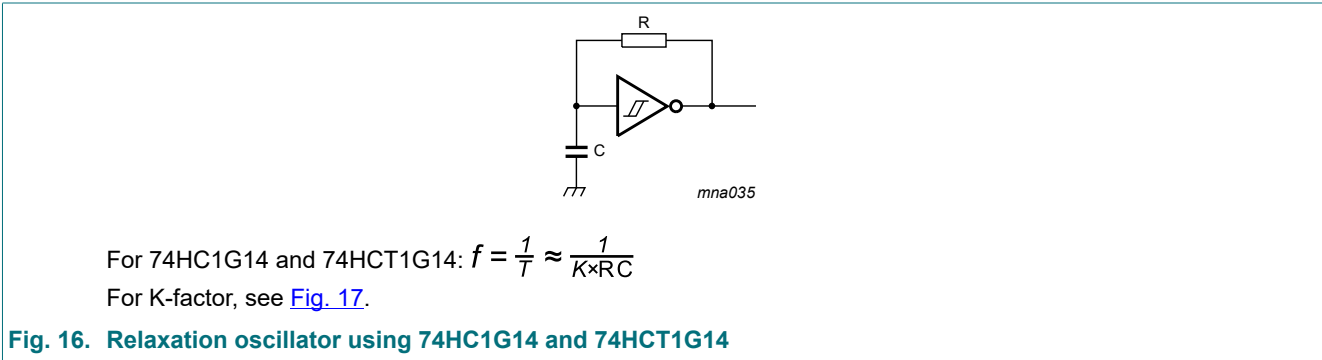 R
C
mna035
For 74HC1G14 and 74HCT1G14: f = 1/T ≈ 1/K×RC
For K-factor, see Fig. 17.
Fig. 16. Relaxation oscillator using 74HC1G14 and 74HCT1G14